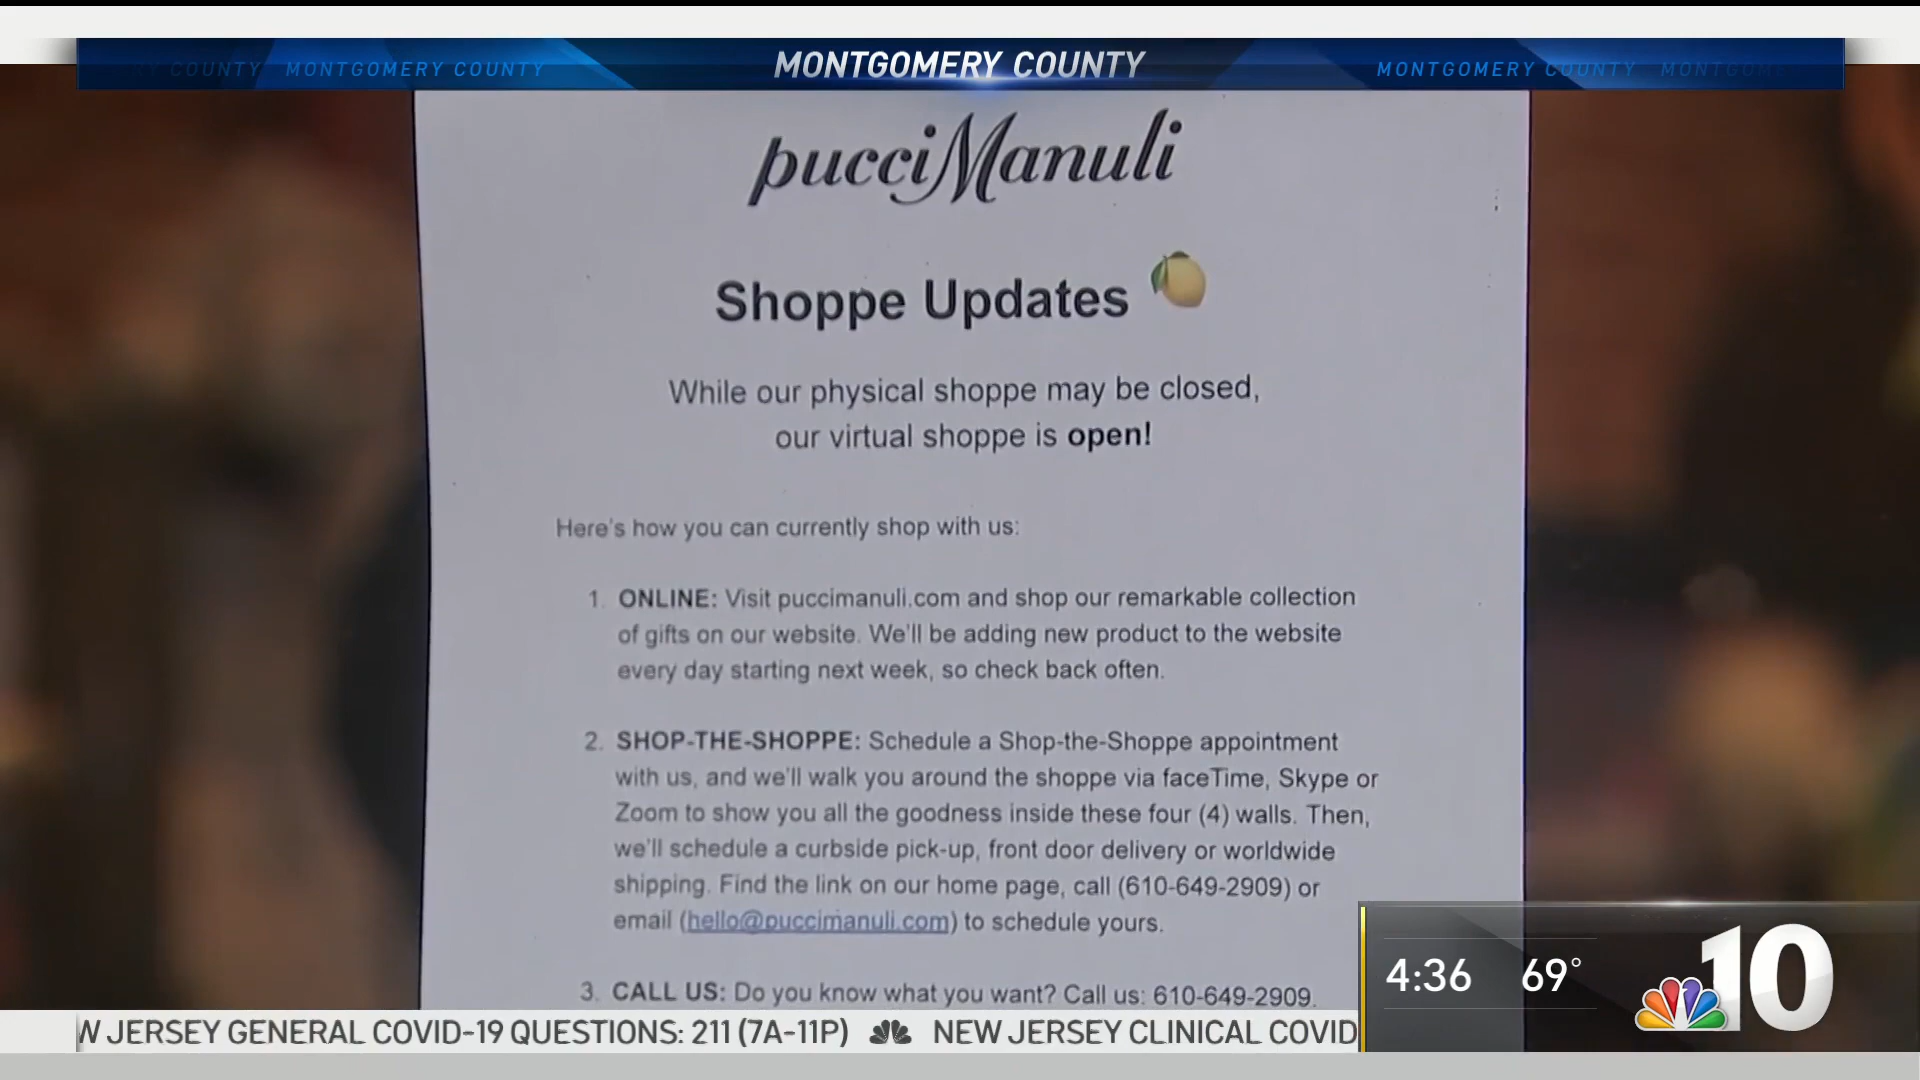 MONTGOMERY COUNTY
COUNTY MONTGOMERY COUNTY
MONTGOMERY COUNTY
pucciManuli
Shoppe Updates
While our physical shoppe may be closed,
our virtual shoppe is open!
Here's how you can currently shop with us:
1. ONLINE: Visit puccimanuli.com and shop our remarkable collection
of gifts on our website. We'll be adding new product to the website
every day starting next week, so check back often.
2. SHOP-THE-SHOPPE: Schedule a Shop-the-Shoppe appointment
with us, and we'll walk you around the shoppe via faceTime, Skype or
Zoom to show you all the goodness inside these four (4) walls. Then,
we'll schedule a curbside pick-up, front door delivery or worldwide
shipping. Find the link on our home page, call (610-649-2909) or
email (hello@puccimanuli.com) to schedule yours.
3. CALL US: Do you know what you want? Call us: 610-649-2909.
4:36 69°
10
W JERSEY GENERAL COVID-19 QUESTIONS: 211 (7A-11P) NEW JERSEY CLINICAL COVID